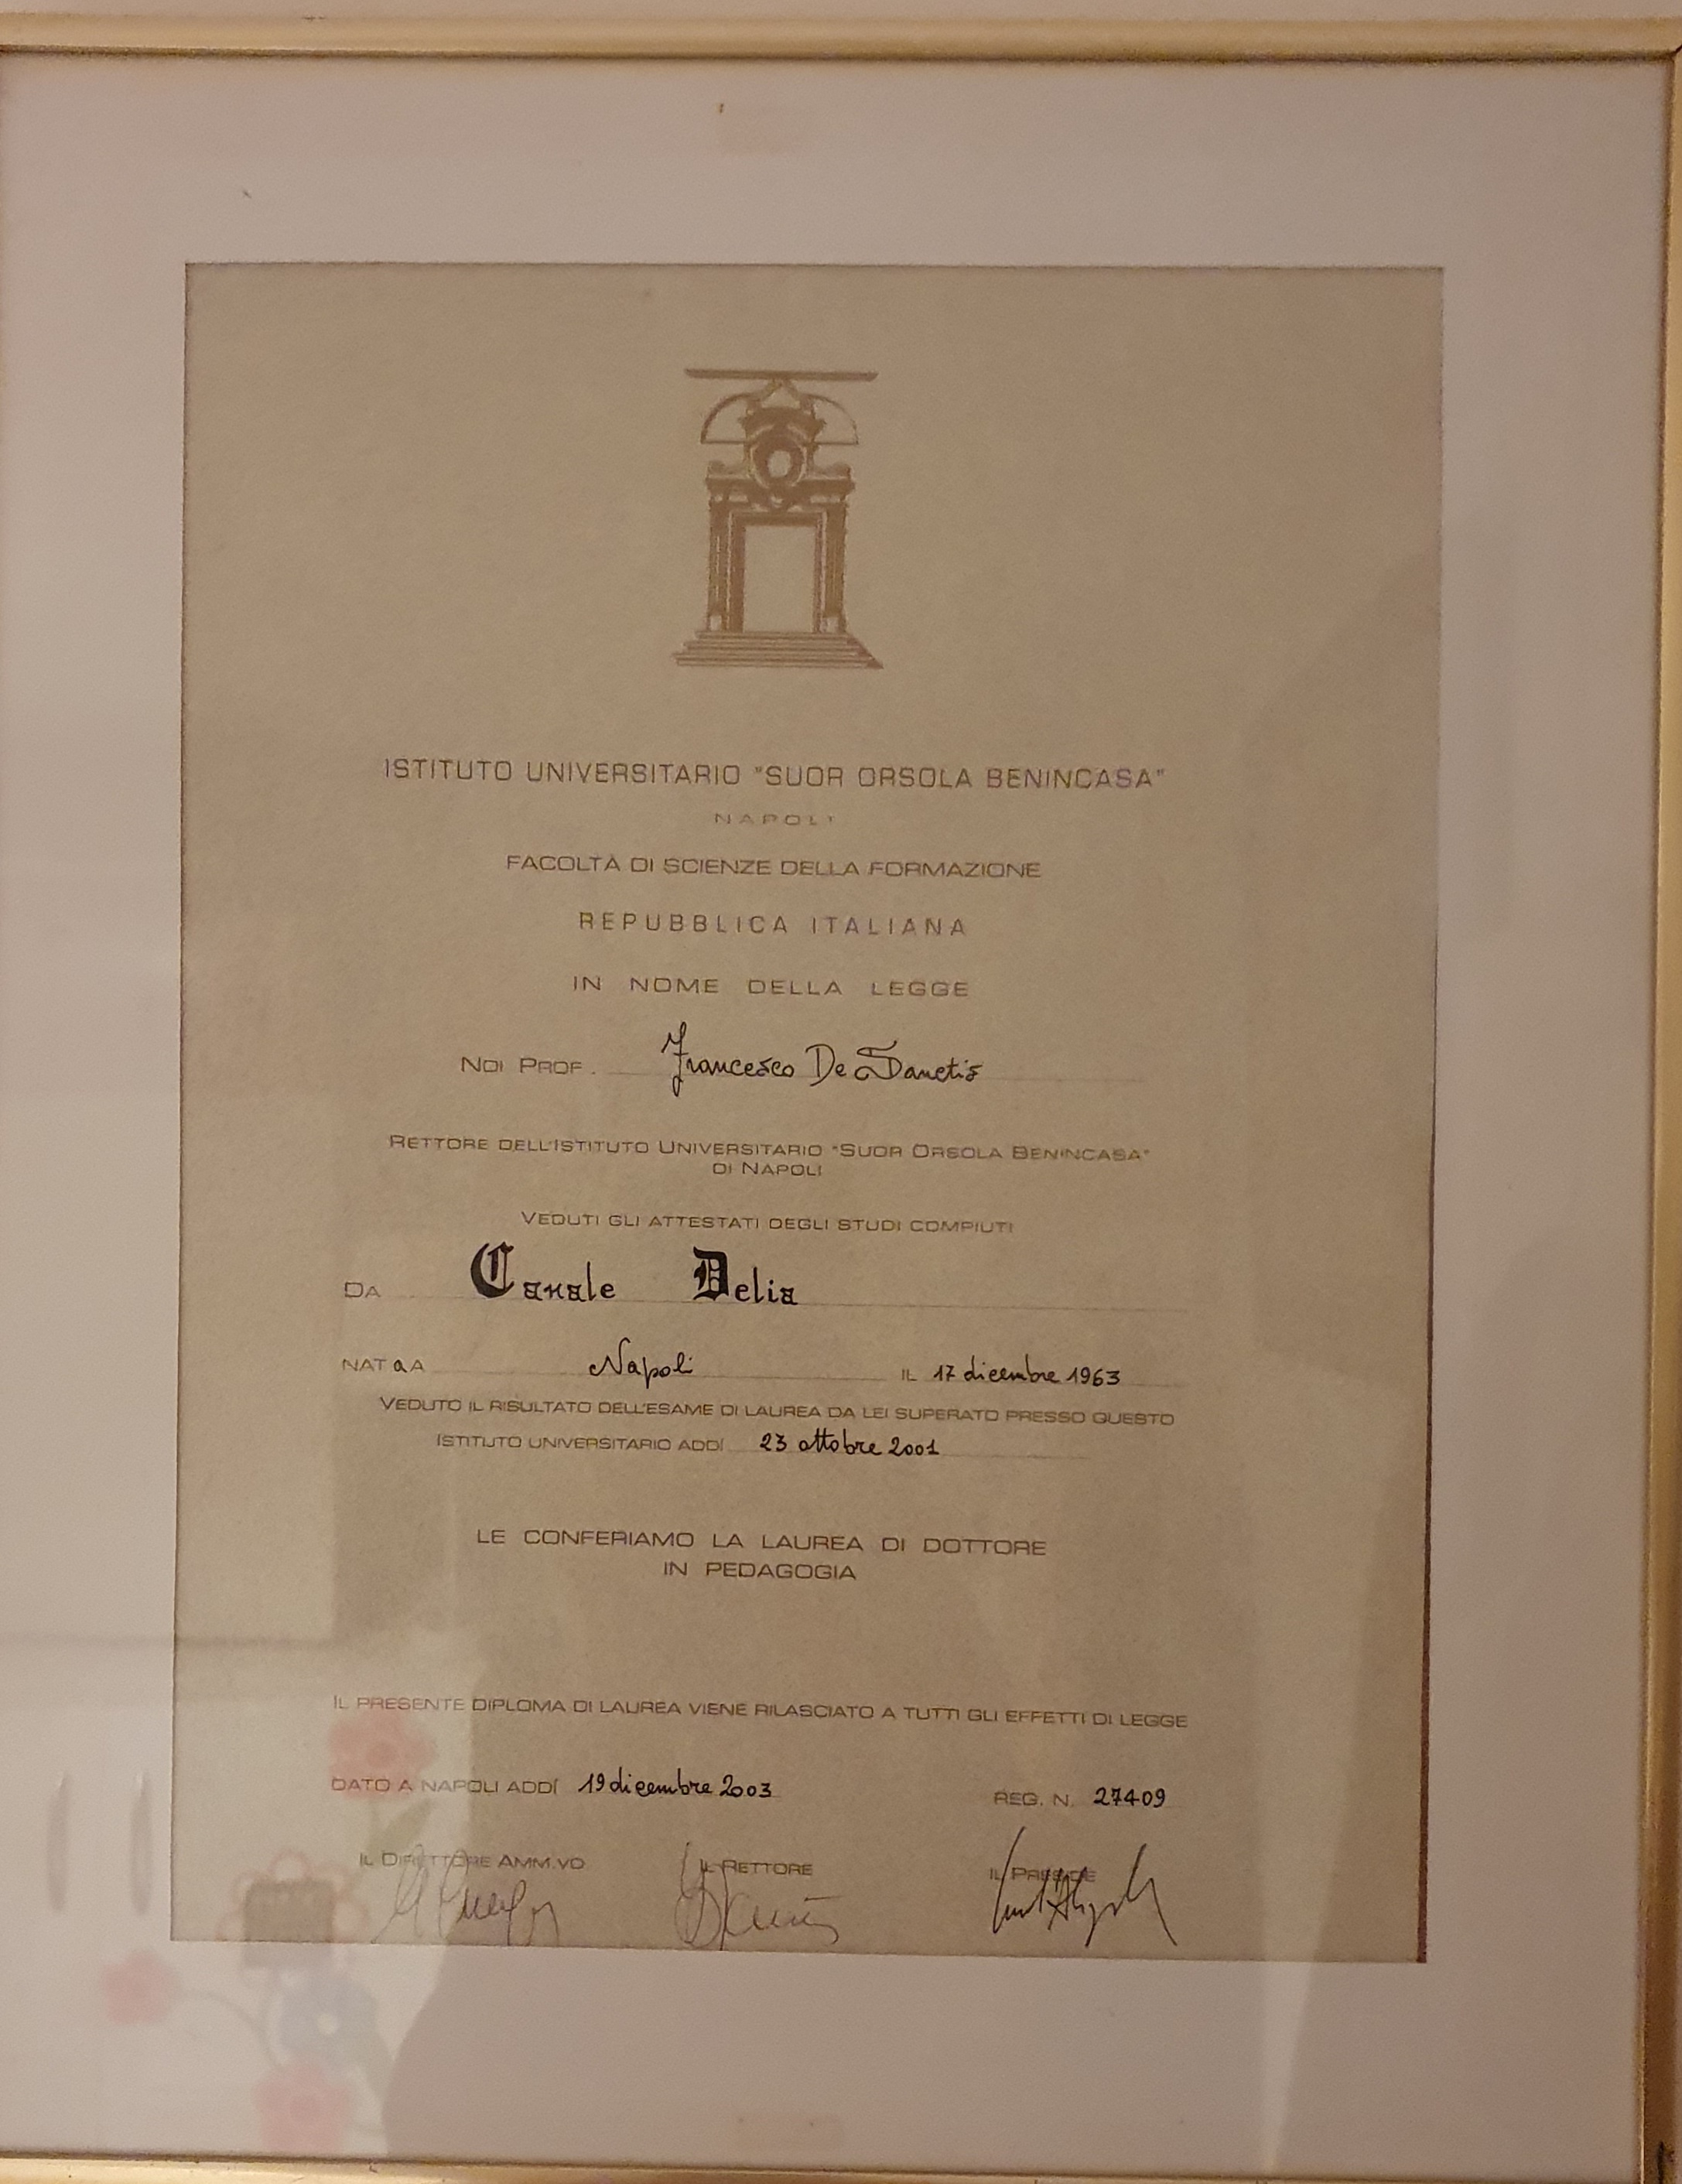 ISTITUTO UNIVERSITARIO "SUOR ORSOLA BENINCASA"
NAPOLI
FACOLTÀ DI SCIENZE DELLA FORMAZIONE
REPUBBLICA ITALIANA
IN NOME DELLA LEGGE
NOI PROF. Francesco De Sanctis
RETTORE DELL'ISTITUTO UNIVERSITARIO "SUOR ORSOLA BENINCASA"
DI NAPOLI
VEDUTI GLI ATTESTATI DEGLI STUDI COMPIUTI
DA Canale Delia
NATa A Napoli IL 17 dicembre 1963
VEDUTO IL RISULTATO DELL'ESAME DI LAUREA DA LEI SUPERATO PRESSO QUESTO
ISTITUTO UNIVERSITARIO ADDÍ 23 ottobre 2001
LE CONFERIAMO LA LAUREA DI DOTTORE
IN PEDAGOGIA
IL PRESENTE DIPLOMA DI LAUREA VIENE RILASCIATO A TUTTI GLI EFFETTI DI LEGGE
DATO A NAPOLI ADDÍ 19 dicembre 2003 REG. N. 27409
IL DIRETTORE AMM.VO IL RETTORE IL PRESIDE